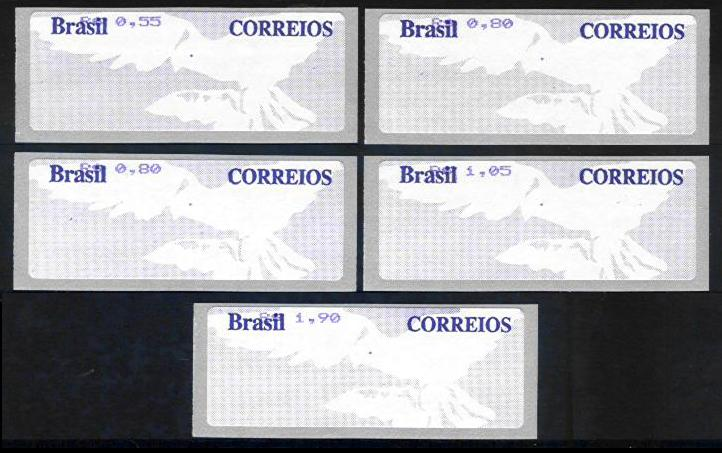 Brasil R$ 0,55 CORREIOS
Brasil R$ 0,80 CORREIOS
Brasil R$ 0,80 CORREIOS
Brasil R$ 1,05 CORREIOS
Brasil R$ 1,90 CORREIOS